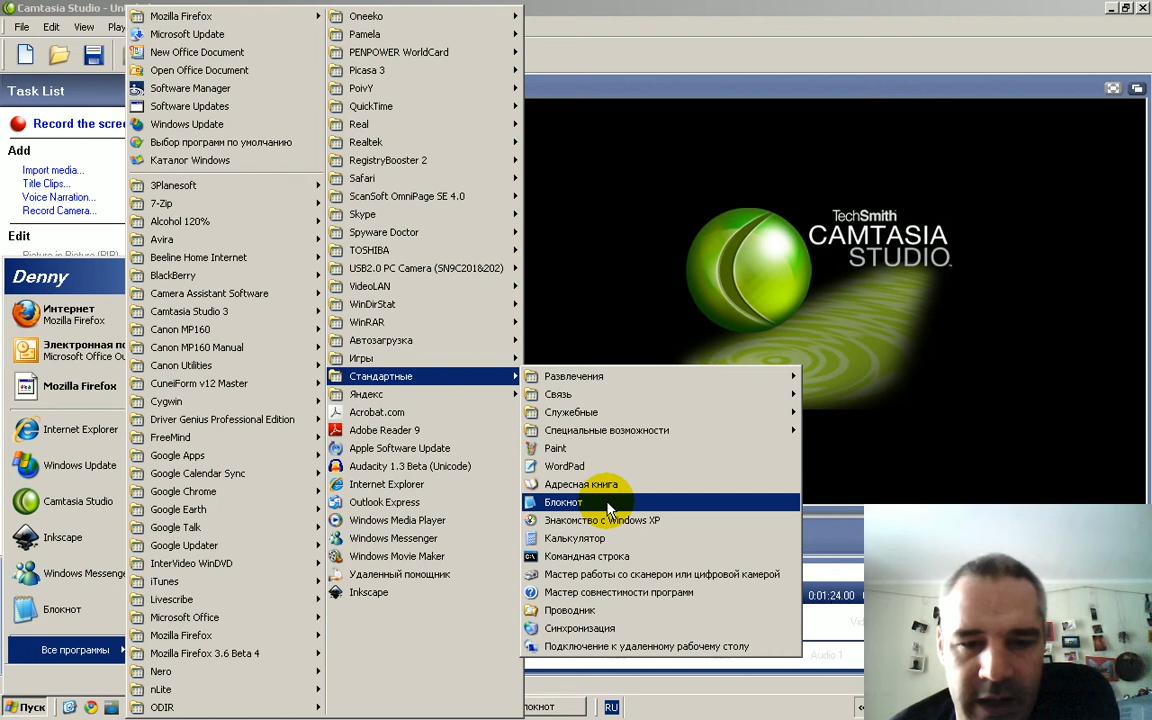 Camtasia Studio - Un
File
Edit
View
Play
Task List
Record the scre
Add
Import media...
Title Clips...
Voice Narration...
Record Camera...
Edit
Denny
Интернет
Mozilla Firefox
Электронная по
Microsoft Office Ou
Mozilla Firefox
Internet Explorer
Windows Update
Camtasia Studio
Inkscape
Windows Messenge
Блокнот
Все программы
Пуск
Mozilla Firefox
Microsoft Update
New Office Document
Open Office Document
Software Manager
Software Updates
Windows Update
Выбор программ по умолчанию
Каталог Windows
3Planesoft
7-Zip
Alcohol 120%
Avira
Beeline Home Internet
BlackBerry
Camera Assistant Software
Camtasia Studio 3
Canon MP160
Canon MP160 Manual
Canon Utilities
CuneiForm v12 Master
Cygwin
Driver Genius Professional Edition
FreeMind
Google Apps
Google Calendar Sync
Google Chrome
Google Earth
Google Talk
Google Updater
InterVideo WinDVD
iTunes
Livescribe
Microsoft Office
Mozilla Firefox
Mozilla Firefox 3.6 Beta 4
Nero
nLite
ODIR
Oneeko
Pamela
PENPOWER WorldCard
Picasa 3
PoivY
QuickTime
Real
Realtek
RegistryBooster 2
Safari
ScanSoft OmniPage SE 4.0
Skype
Spyware Doctor
TOSHIBA
USB2.0 PC Camera (SN9C201&202)
VideoLAN
WinDirStat
WinRAR
Автозагрузка
Игры
Стандартные
Яндекс
Acrobat.com
Adobe Reader 9
Apple Software Update
Audacity 1.3 Beta (Unicode)
Internet Explorer
Outlook Express
Windows Media Player
Windows Messenger
Windows Movie Maker
Удаленный помощник
Inkscape
Развлечения
Связь
Служебные
Специальные возможности
Paint
WordPad
Адресная книга
Блокнот
Знакомство с Windows XP
Калькулятор
Командная строка
Мастер работы со сканером или цифровой камерой
Мастер совместимости программ
Проводник
Синхронизация
Подключение к удаленному рабочему столу
TechSmith
CAMTASIA
STUDIO
0:01:24.00
Audio 1
локнот
RU